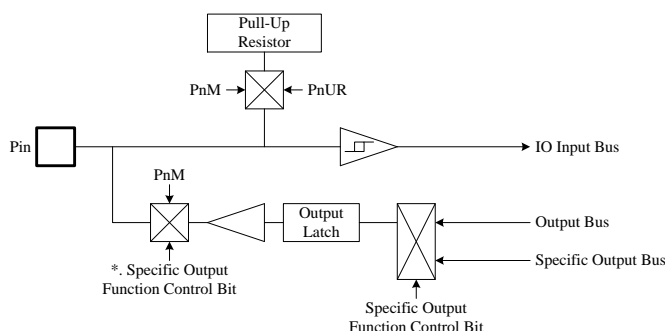 Pull-Up
Resistor
PnM
PnUR
Pin
IO Input Bus
PnM
Output
Latch
Output Bus
Specific Output Bus
*. Specific Output
Function Control Bit
Specific Output
Function Control Bit